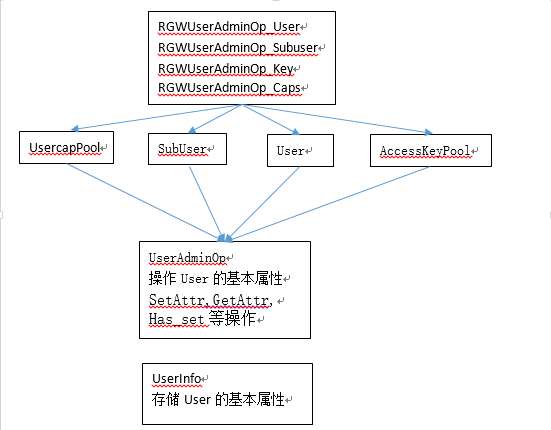 RGWUserAdminOp_User
RGWUserAdminOp_Subuser
RGWUserAdminOp_Key
RGWUserAdminOp_Caps
UsercapPool
SubUser
User
AccessKeyPool
UserAdminOp
操作 User 的基本属性
SetAttr,GetAttr,
Has_set 等操作
UserInfo
存储 User 的基本属性